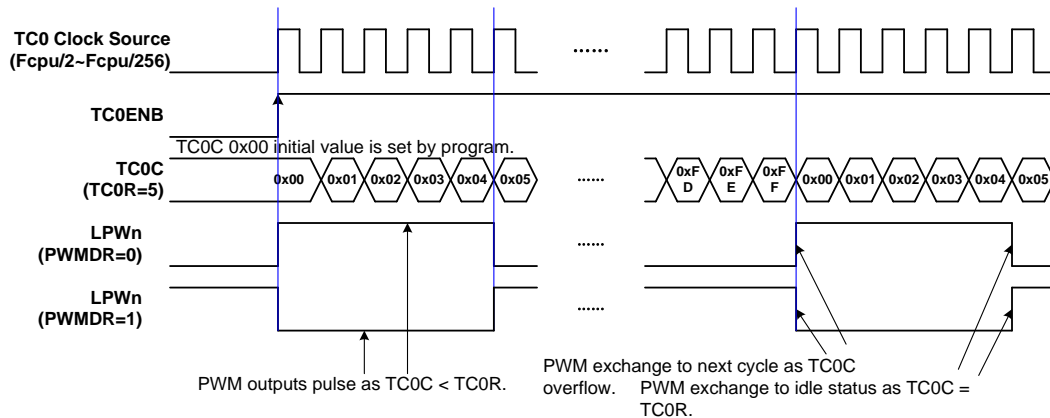 TC0 Clock Source
(Fcpu/2~Fcpu/256)
......
TC0ENB
TC0C 0x00 initial value is set by program.
TC0C
(TC0R=5)
0x00
0x01
0x02
0x03
0x04
0x05
......
0xF
D
0xF
E
0xF
F
0x00
0x01
0x02
0x03
0x04
0x05
LPWn
(PWMDR=0)
......
LPWn
(PWMDR=1)
......
PWM outputs pulse as TC0C < TC0R.
PWM exchange to next cycle as TC0C
overflow.
PWM exchange to idle status as TC0C =
TC0R.